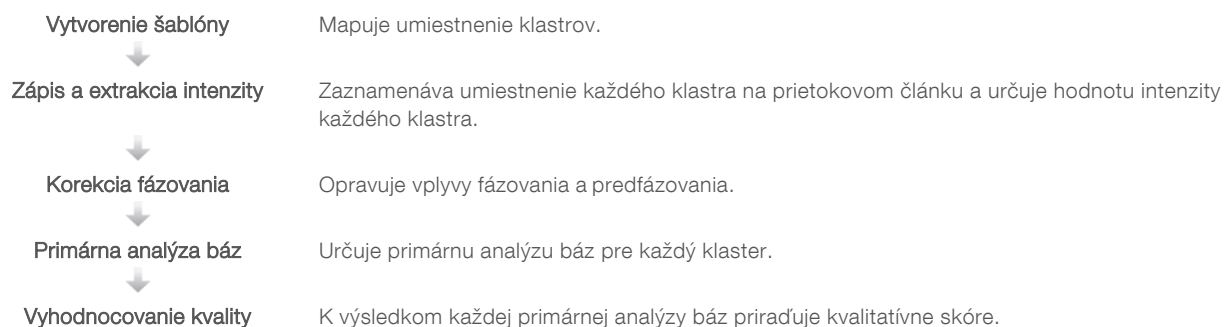 Vytvorenie šablóny Mapuje umiestnenie klastrov.
Zápis a extrakcia intenzity Zaznamenáva umiestnenie každého klastra na prietokovom článku a určuje hodnotu intenzity
každého klastra.
Korekcia fázovania Opravuje vplyvy fázovania a predfázovania.
Primárna analýza báz Určuje primárnu analýzu báz pre každý klaster.
Vyhodnocovanie kvality K výsledkom každej primárnej analýzy báz priraďuje kvalitatívne skóre.